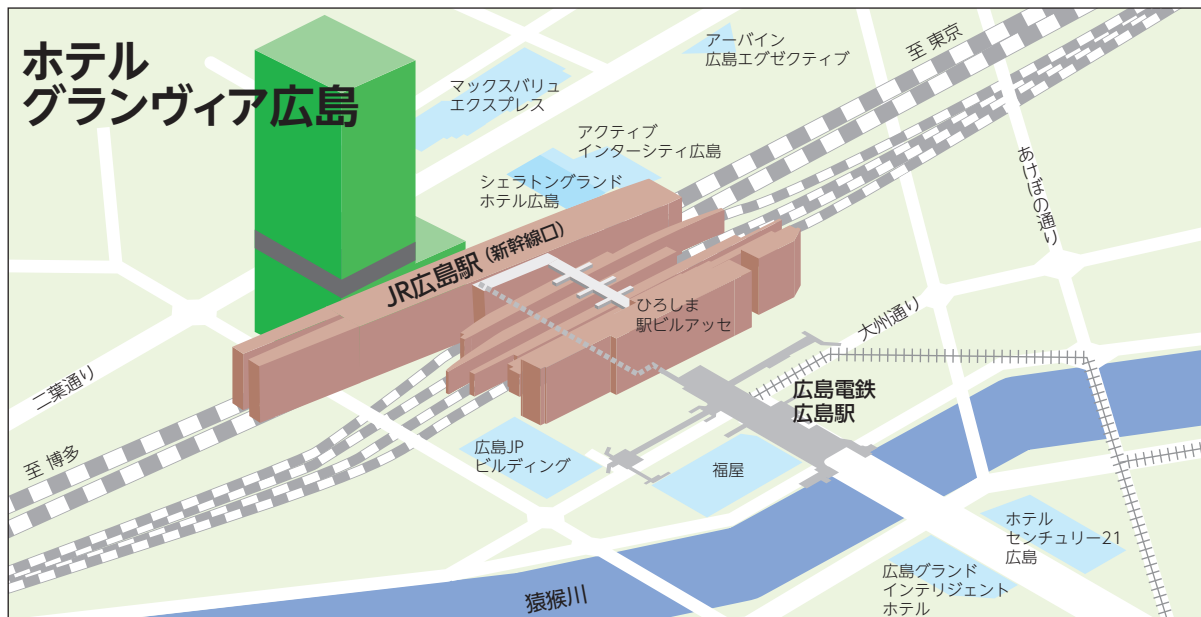 ホテル
グランヴィア広島
マックスバリュ
エクスプレス
アーバイン
広島エグゼクティブ
至 東京
アクティブ
インターシティ広島
シェラトングランド
ホテル広島
あけぼの通り
JR広島駅(新幹線口)
ひろしま
駅ビルアッセ
大州通り
二葉通り
広島電鉄
広島駅
至 博多
広島JP
ビルディング
福屋
ホテル
センチュリー21
広島
広島グランド
インテリジェント
ホテル
猿猴川